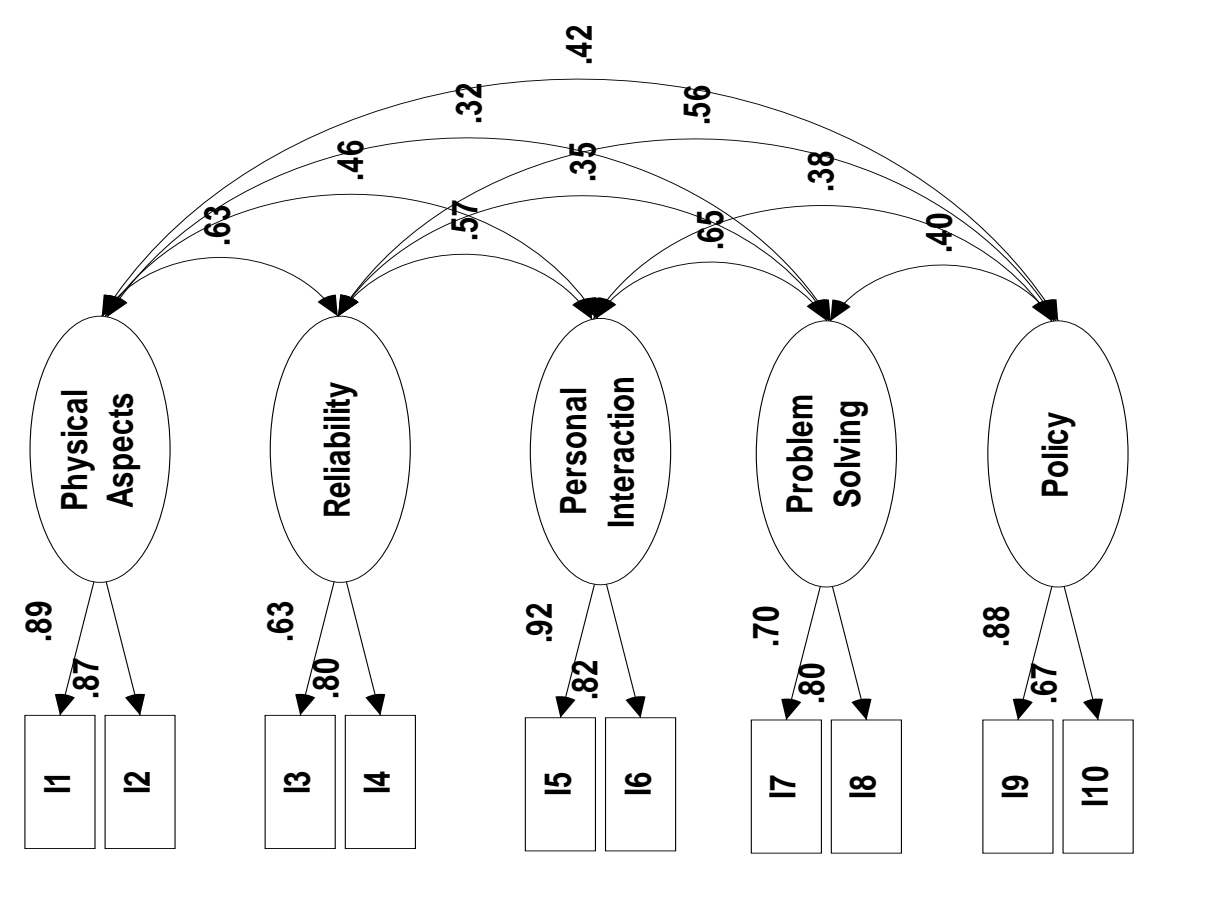 .42
.32
.56
.46
.35
.38
.63
.57
.65
.40
Physical
Aspects
Reliability
Personal
Interaction
Problem
Solving
Policy
.89
.87
.63
.80
.92
.82
.70
.80
.88
.67
I1
I2
I3
I4
I5
I6
I7
I8
I9
I10